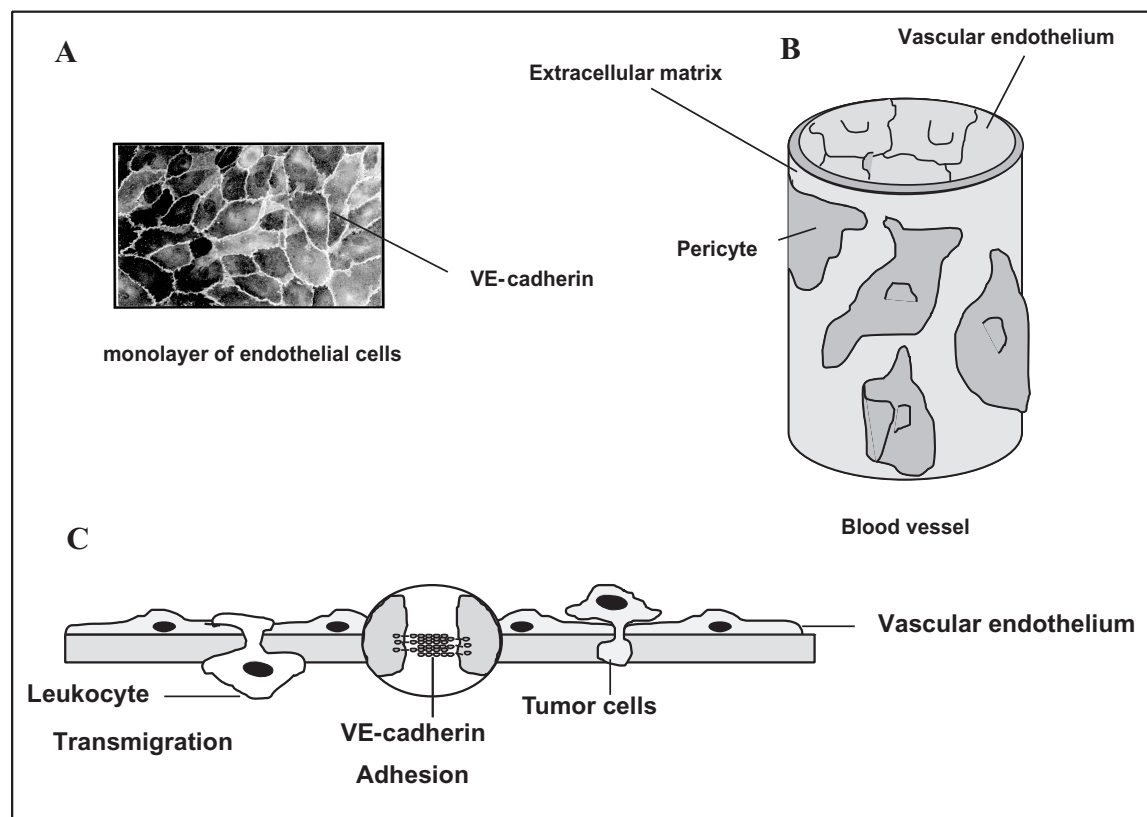 A
B
Vascular endothelium
Extracellular matrix
Pericyte
VE-cadherin
monolayer of endothelial cells
Blood vessel
C
Vascular endothelium
Leukocyte
Tumor cells
Transmigration
VE-cadherin
Adhesion